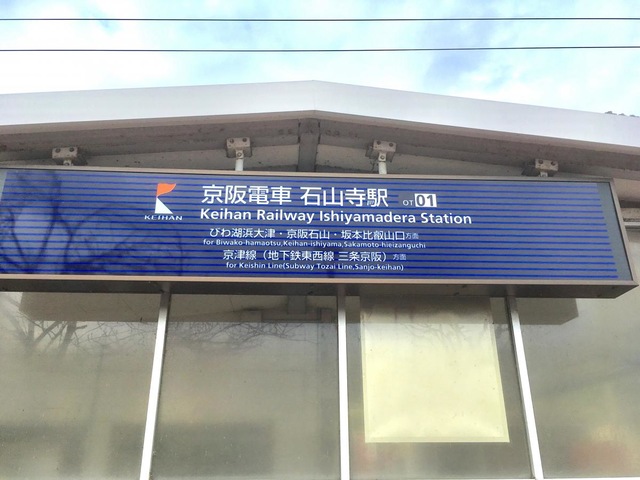 京阪電車 石山寺駅 OT 01
KEIHAN
Keihan Railway Ishiyamadera Station
びわ湖浜大津・京阪石山・坂本比叡山口方面
for Biwako-hamaotsu,Keihan-ishiyama,Sakamoto-hieizanguchi
京津線（地下鉄東西線 三条京阪）方面
for Keishin Line(Subway Tozai Line,Sanjo-keihan)